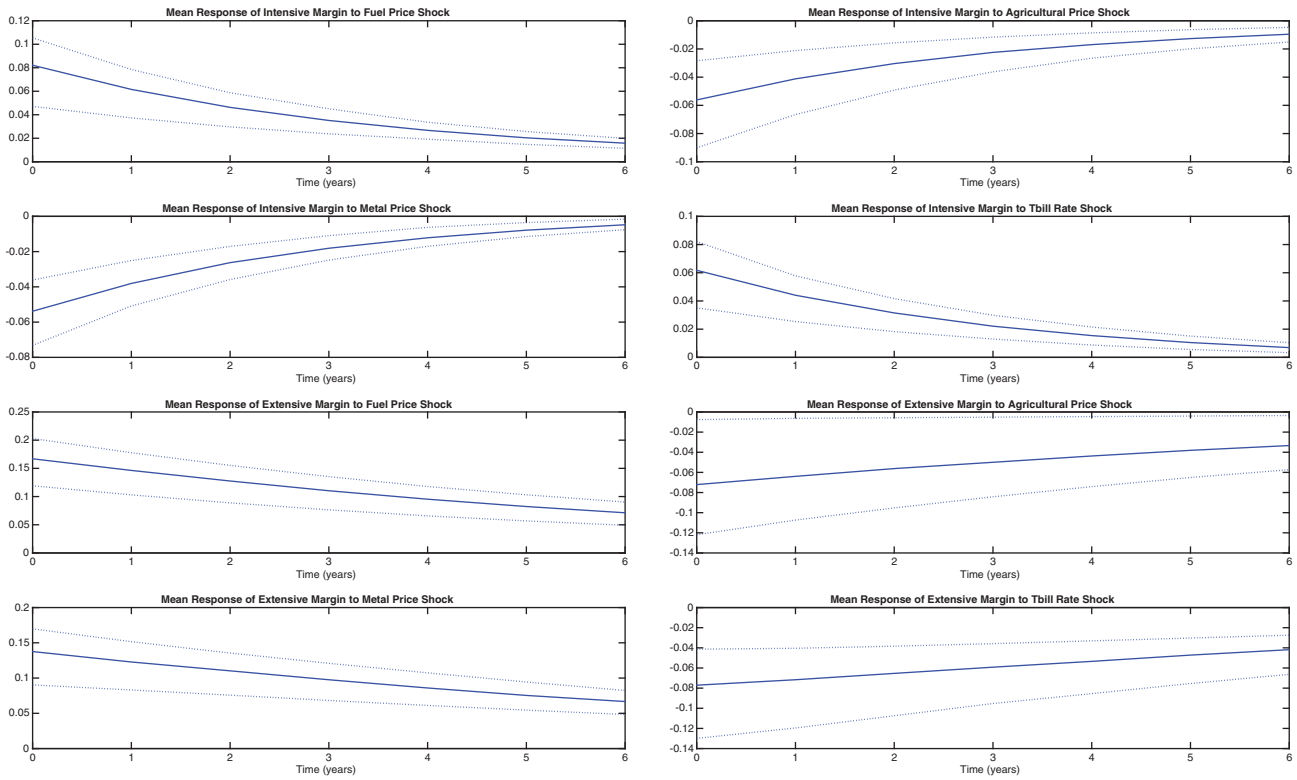 Mean Response of Intensive Margin to Fuel Price Shock
0.12
0.1
0.08
0.06
0.04
0.02
0
0 1 2 3 4 5 6
Time (years)
Mean Response of Intensive Margin to Agricultural Price Shock
0
-0.02
-0.04
-0.06
-0.08
-0.1
0 1 2 3 4 5 6
Time (years)
Mean Response of Intensive Margin to Metal Price Shock
0
-0.02
-0.04
-0.06
-0.08
0 1 2 3 4 5 6
Time (years)
Mean Response of Intensive Margin to Tbill Rate Shock
0.1
0.08
0.06
0.04
0.02
0
0 1 2 3 4 5 6
Time (years)
Mean Response of Extensive Margin to Fuel Price Shock
0.25
0.2
0.15
0.1
0.05
0
0 1 2 3 4 5 6
Time (years)
Mean Response of Extensive Margin to Agricultural Price Shock
0
-0.02
-0.04
-0.06
-0.08
-0.1
-0.12
-0.14
0 1 2 3 4 5 6
Time (years)
Mean Response of Extensive Margin to Metal Price Shock
0.2
0.15
0.1
0.05
0
0 1 2 3 4 5 6
Time (years)
Mean Response of Extensive Margin to Tbill Rate Shock
0
-0.02
-0.04
-0.06
-0.08
-0.1
-0.12
-0.14
0 1 2 3 4 5 6
Time (years)